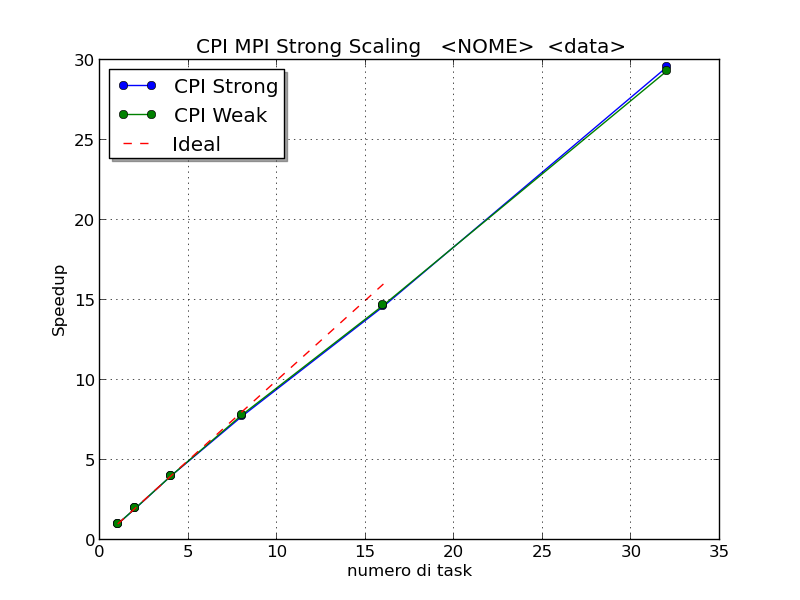 CPI MPI Strong Scaling <NOME> <data>
CPI Strong
CPI Weak
Ideal
30
25
20
15
10
5
0
Speedup
0 5 10 15 20 25 30 35
numero di task